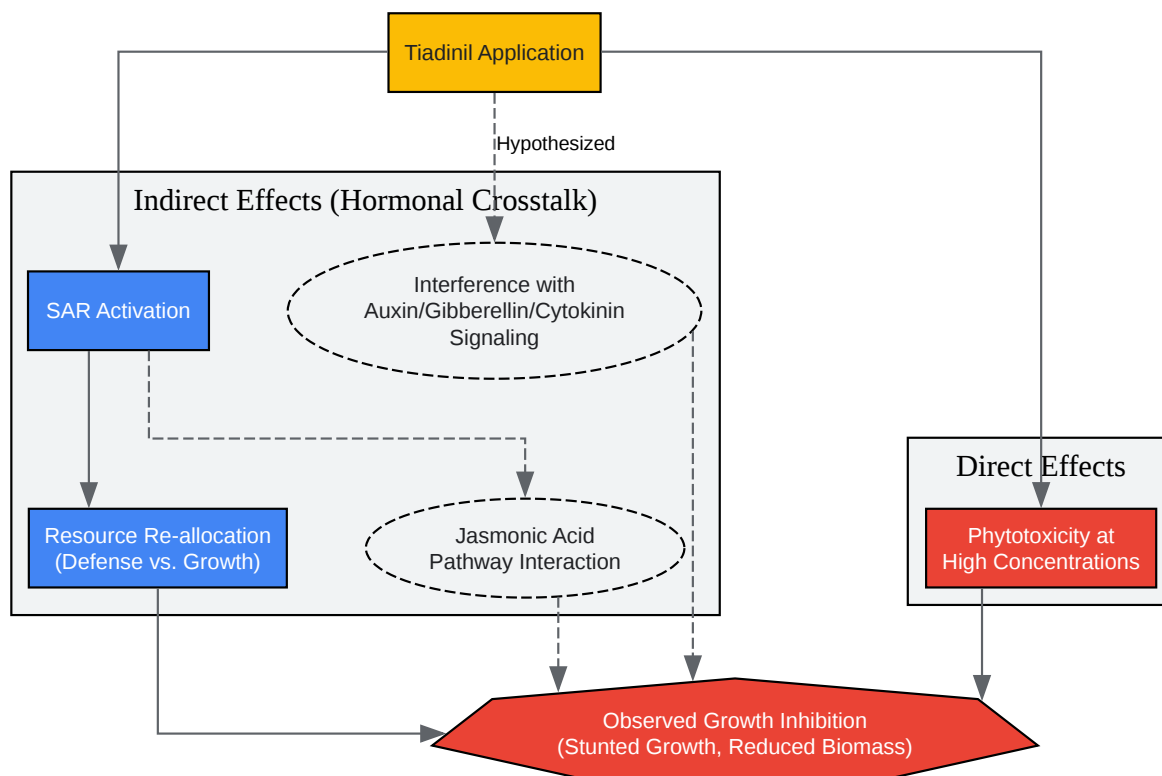 Tiadinil Application
Hypothesized
Indirect Effects (Hormonal Crosstalk)
Interference with
Auxin/Gibberellin/Cytokinin
Signaling
SAR Activation
Direct Effects
Resource Re-allocation
(Defense vs. Growth)
Jasmonic Acid
Pathway Interaction
Phytotoxicity at
High Concentrations
Observed Growth Inhibition
(Stunted Growth, Reduced Biomass)